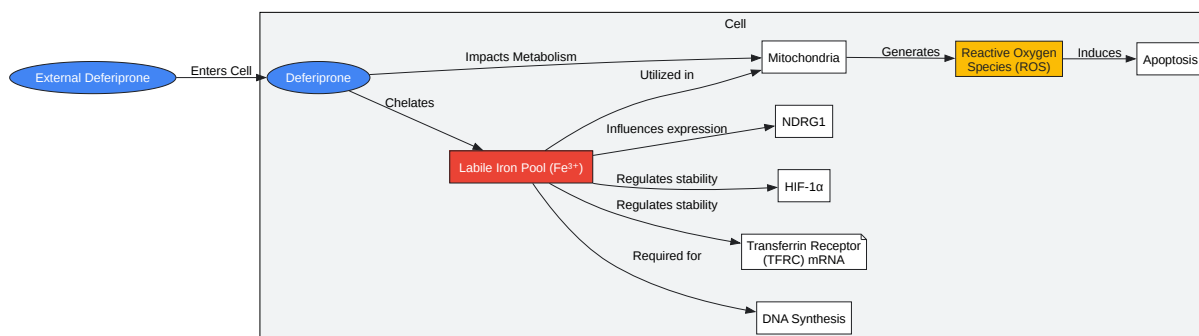 Cell
External Deferiprone
Enters Cell
Deferiprone
Impacts Metabolism
Chelates
Labile Iron Pool (Fe³⁺)
Utilized in
Influences expression
Regulates stability
Regulates stability
Required for
Mitochondria
Generates
Reactive Oxygen
Species (ROS)
Induces
Apoptosis
NDRG1
HIF-1α
Transferrin Receptor
(TFRC) mRNA
DNA Synthesis